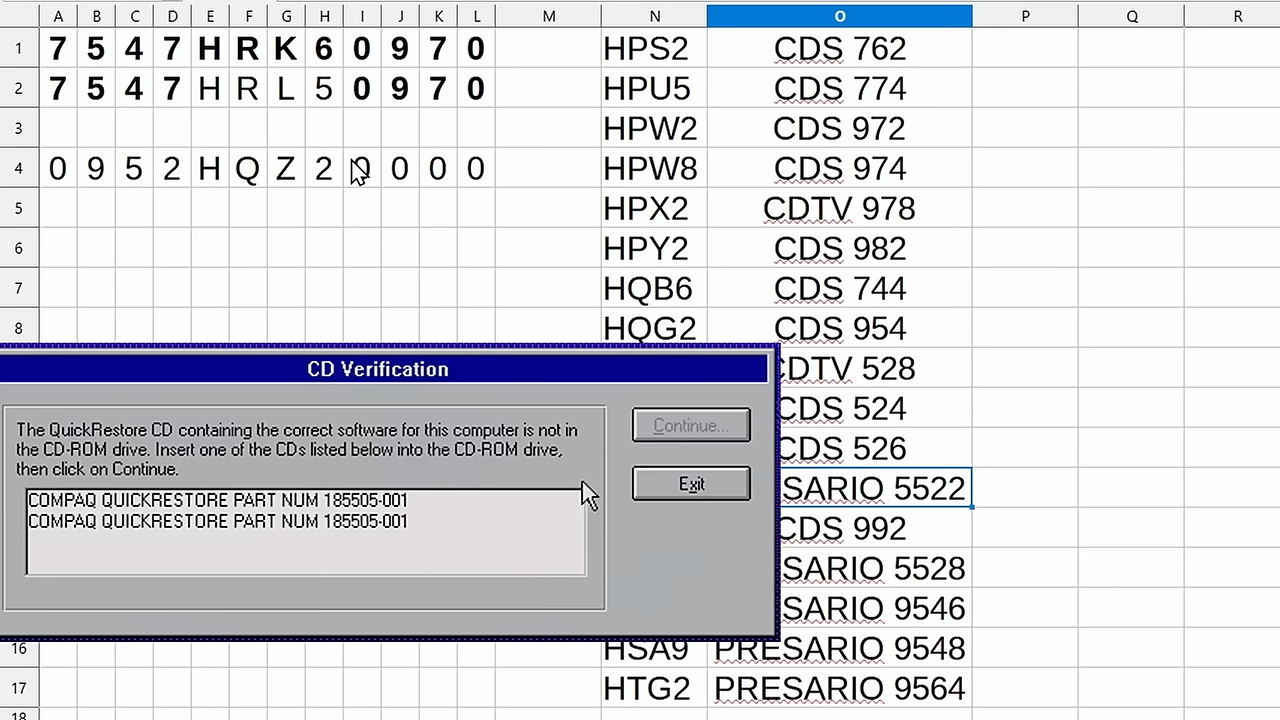 A B C D E F G H I J K L M N O P Q R
1 7 5 4 7 H R K 6 0 9 7 0 HPS2 CDS 762
2 7 5 4 7 H R L 5 0 9 7 0 HPU5 CDS 774
3 HPW2 CDS 972
4 0 9 5 2 H Q Z 2 0 0 0 0 HPW8 CDS 974
5 HPX2 CDTV 978
6 HPY2 CDS 982
7 HQB6 CDS 744
8 HQG2 CDS 954
CDTV 528
CDS 524
CDS 526
SARIO 5522
CDS 992
SARIO 5528
SARIO 9546
16 HSA9 PRESARIO 9548
17 HTG2 PRESARIO 9564
18
CD Verification
The QuickRestore CD containing the correct software for this computer is not in
the CD-ROM drive. Insert one of the CDs listed below into the CD-ROM drive,
then click on Continue.
COMPAQ QUICKRESTORE PART NUM 185505-001
COMPAQ QUICKRESTORE PART NUM 185505-001
Continue...
Exit